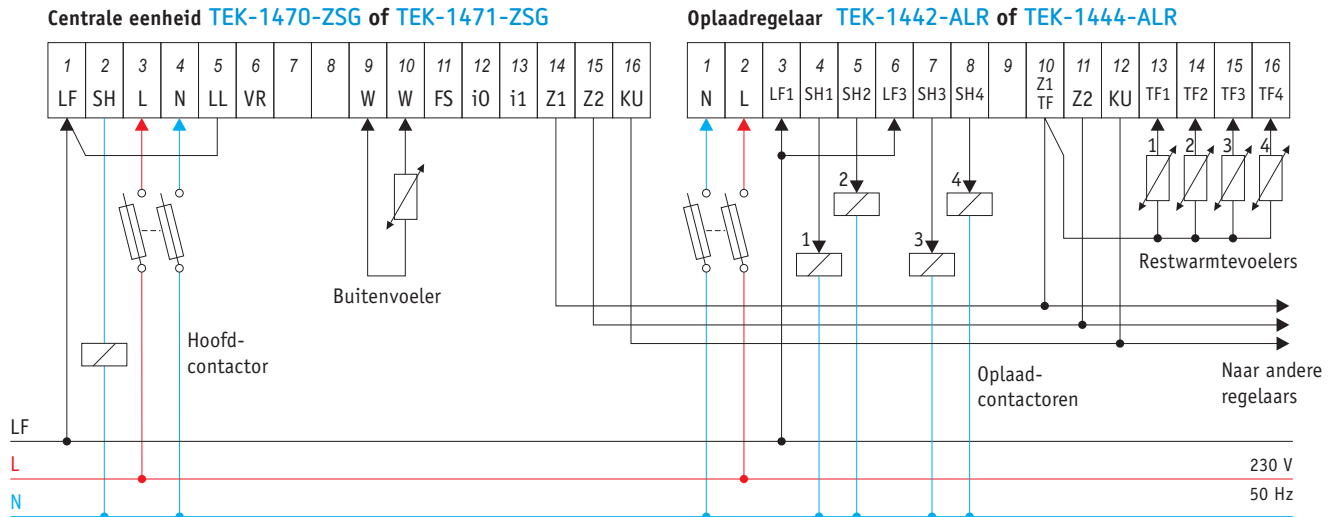 Centrale eenheid TEK-1470-ZSG of TEK-1471-ZSG
Oplaadregelaar TEK-1442-ALR of TEK-1444-ALR
1 2 3 4 5 6 7 8 9 10 11 12 13 14 15 16
LF SH L N LL VR W W FS i0 i1 Z1 Z2 KU
1 2 3 4 5 6 7 8 9 10 11 12 13 14 15 16
N L LF1 SH1 SH2 LF3 SH3 SH4 Z1 TF Z2 KU TF1 TF2 TF3 TF4
1 2 3 4
2 4
1 3
Restwarmtevoelers
Buitenvoeler
Hoofd-
contactor
Oplaad-
contactoren
Naar andere
regelaars
LF
L
230 V
N
50 Hz